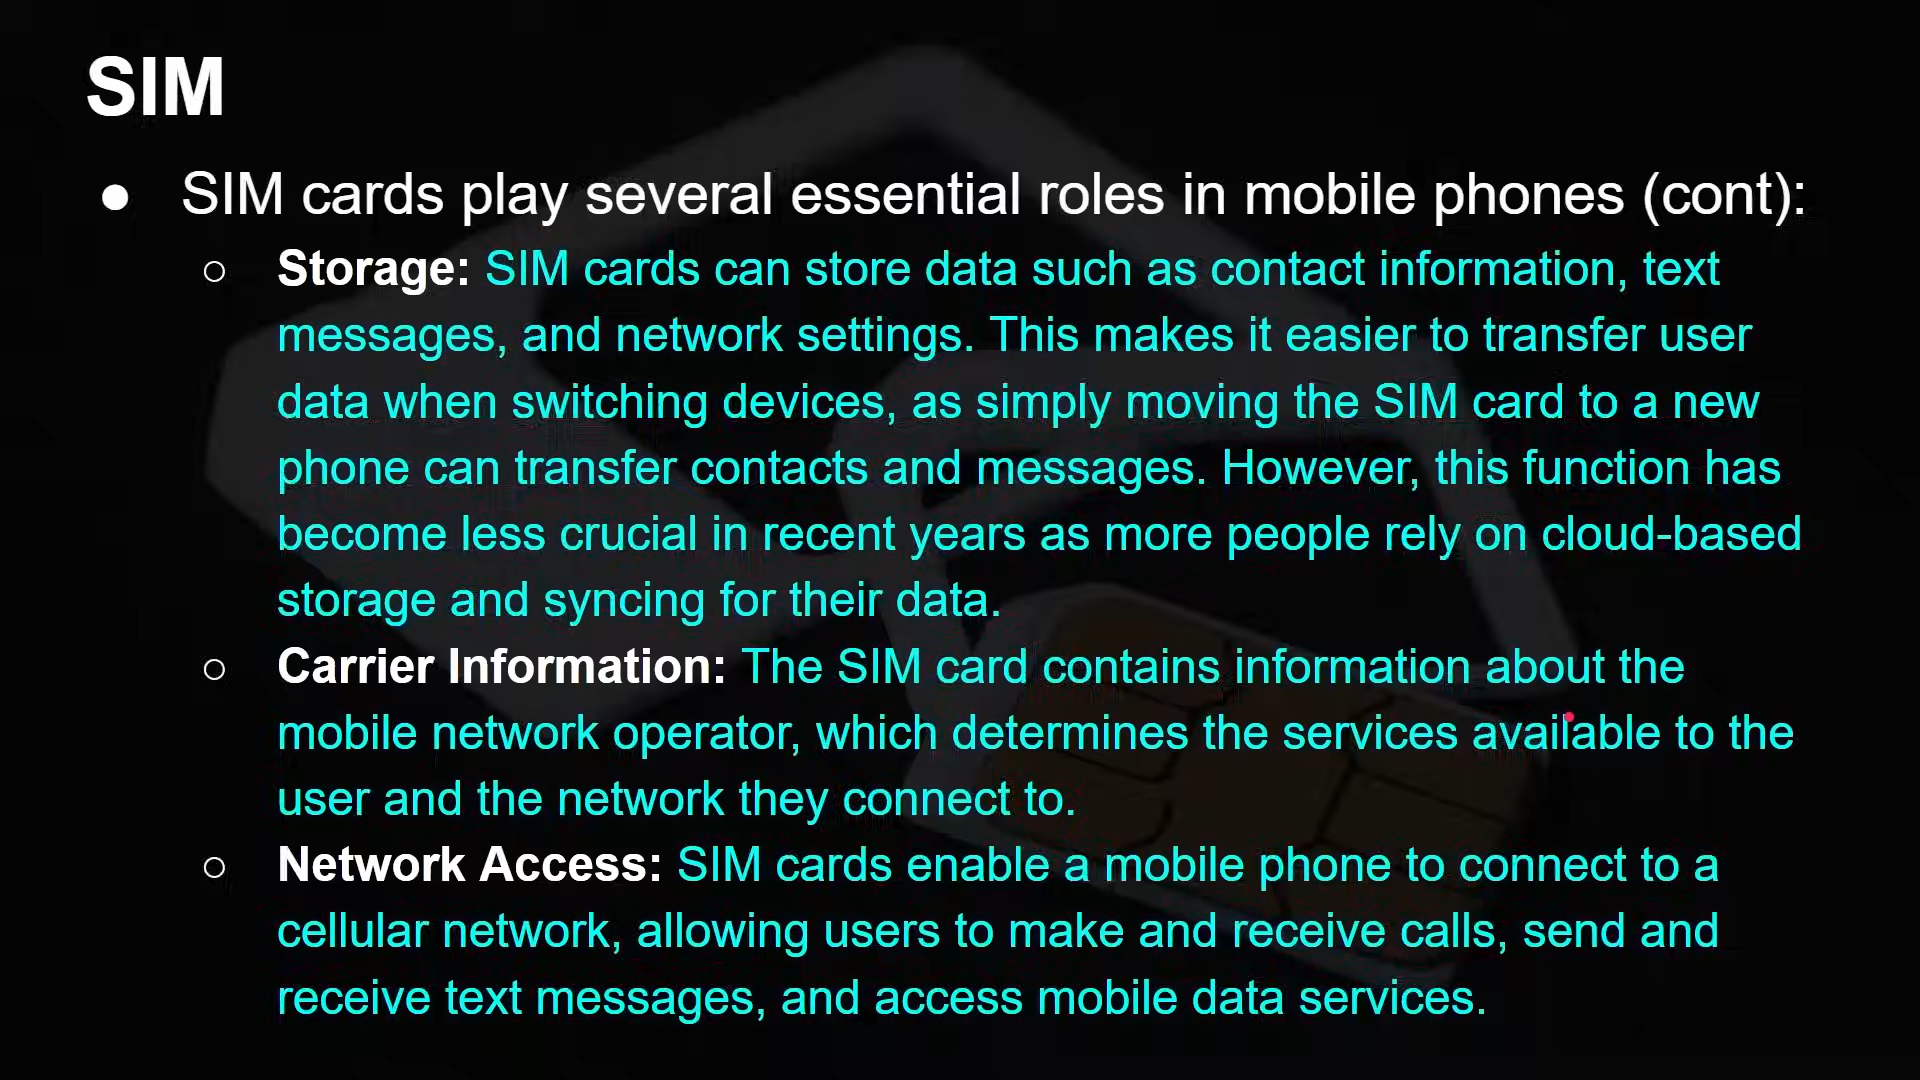 SIM
● SIM cards play several essential roles in mobile phones (cont):
○ Storage: SIM cards can store data such as contact information, text
messages, and network settings. This makes it easier to transfer user
data when switching devices, as simply moving the SIM card to a new
phone can transfer contacts and messages. However, this function has
become less crucial in recent years as more people rely on cloud-based
storage and syncing for their data.
○ Carrier Information: The SIM card contains information about the
mobile network operator, which determines the services available to the
user and the network they connect to.
○ Network Access: SIM cards enable a mobile phone to connect to a
cellular network, allowing users to make and receive calls, send and
receive text messages, and access mobile data services.